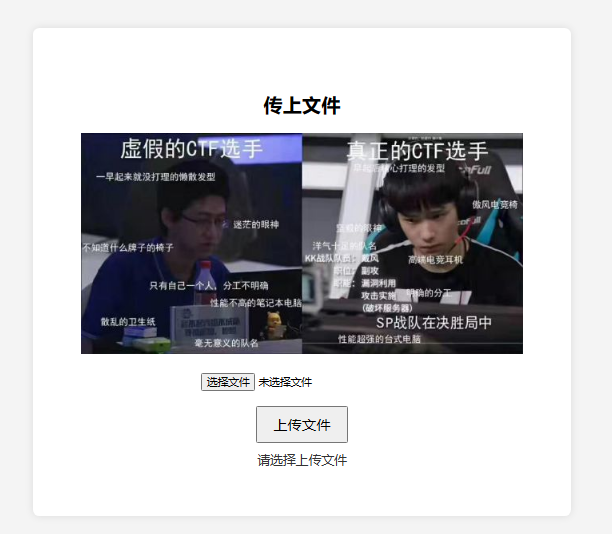 传上文件
虚假的CTF选手
一早起来就没打理的懒散发型
迷茫的眼神
不知道什么牌子的椅子
只有自己一个人，分工不明确
性能不高的笔记本电脑
散乱的卫生纸
毫无意义的队名
真正的CTF选手
早起精心打理的发型
傲风电竞椅
坚毅的眼神
洋气十足的队名
高端电竞耳机
KK战队队员：戴风
职位：副攻
职能：漏洞利用
攻击实施
(破坏服务器)
明确的分工
SP战队在决胜局中
性能超强的台式电脑
选择文件 未选择文件
上传文件
请选择上传文件